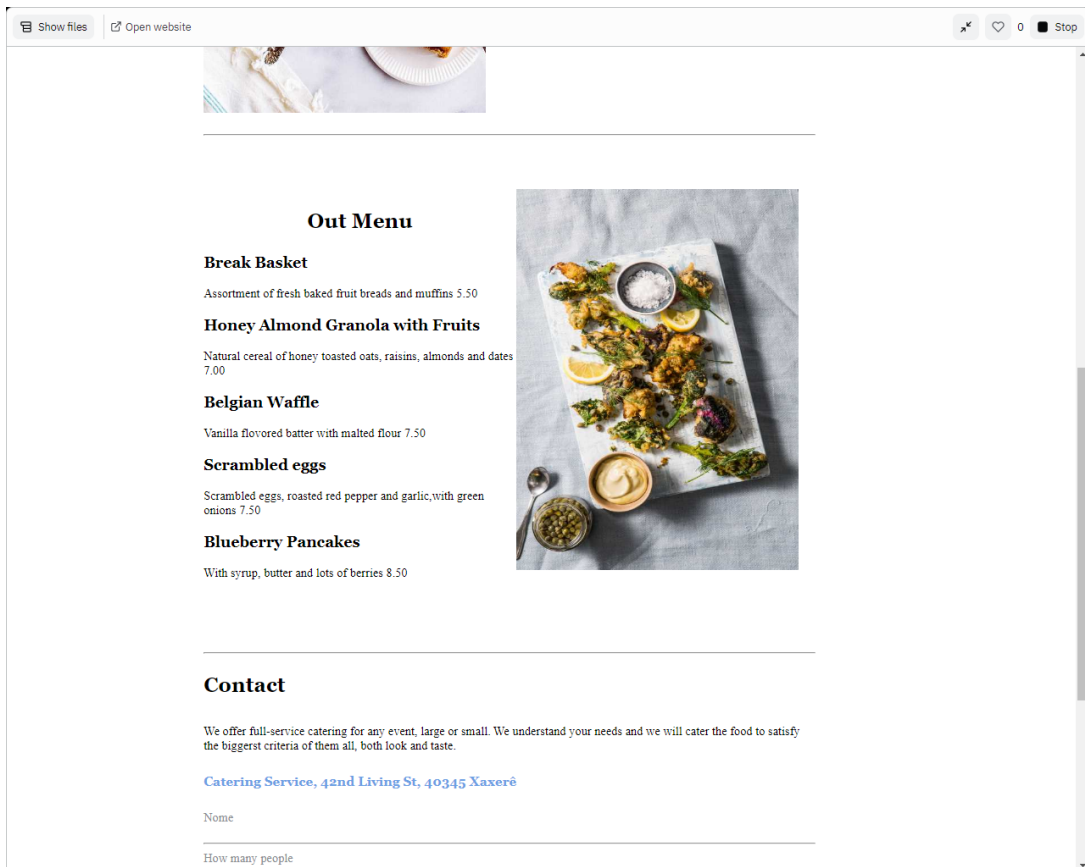 Show files Open website 0 Stop
Out Menu
Break Basket
Assortment of fresh baked fruit breads and muffins 5.50
Honey Almond Granola with Fruits
Natural cereal of honey toasted oats, raisins, almonds and dates
7.00
Belgian Waffle
Vanilla flovored batter with malted flour 7.50
Scrambled eggs
Scrambled eggs, roasted red pepper and garlic,with green
onions 7.50
Blueberry Pancakes
With syrup, butter and lots of berries 8.50
Contact
We offer full-service catering for any event, large or small. We understand your needs and we will cater the food to satisfy
the biggerst criteria of them all, both look and taste.
Catering Service, 42nd Living St, 40345 Xaxerê
Nome
How many people